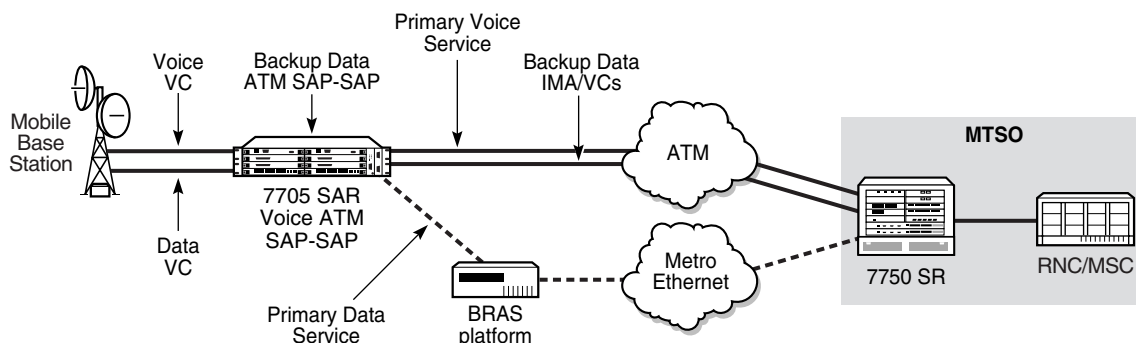 Primary Voice
Service
Voice
VC
Backup Data
ATM SAP-SAP
Backup Data
IMA/VCs
Mobile
Base
Station
ATM
MTSO
7705 SAR
Voice ATM
SAP-SAP
Data
VC
Metro
Ethernet
7750 SR
RNC/MSC
Primary Data
Service
BRAS
platform